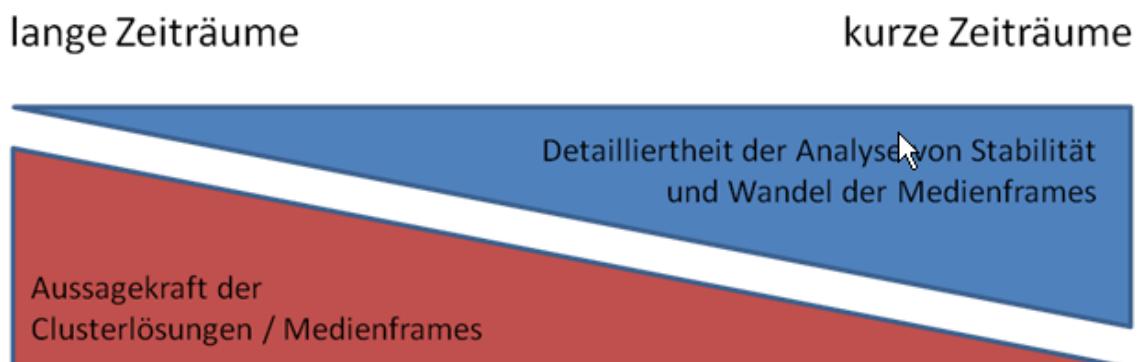 lange Zeiträume
kurze Zeiträume
Detailliertheit der Analyse von Stabilität
und Wandel der Medienframes
Aussagekraft der
Clusterlösungen / Medienframes